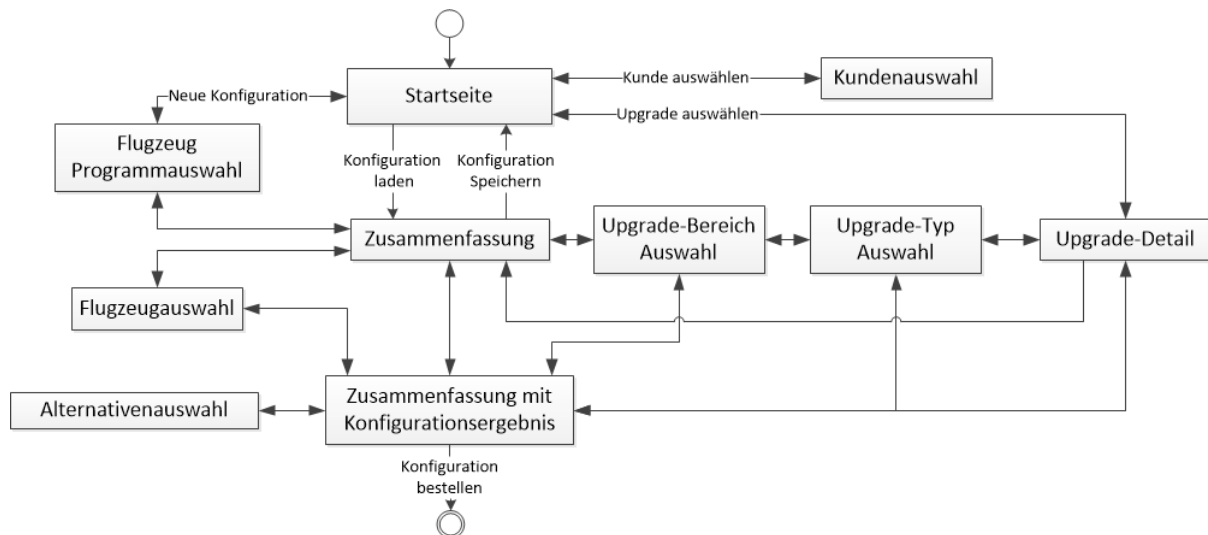 Startseite
Kunde auswählen
Kundenauswahl
Neue Konfiguration
Upgrade auswählen
Flugzeug
Programmauswahl
Konfiguration
laden
Konfiguration
Speichern
Zusammenfassung
Upgrade-Bereich
Auswahl
Upgrade-Typ
Auswahl
Upgrade-Detail
Flugzeugauswahl
Alternativenauswahl
Zusammenfassung mit
Konfigurationsergebnis
Konfiguration
bestellen